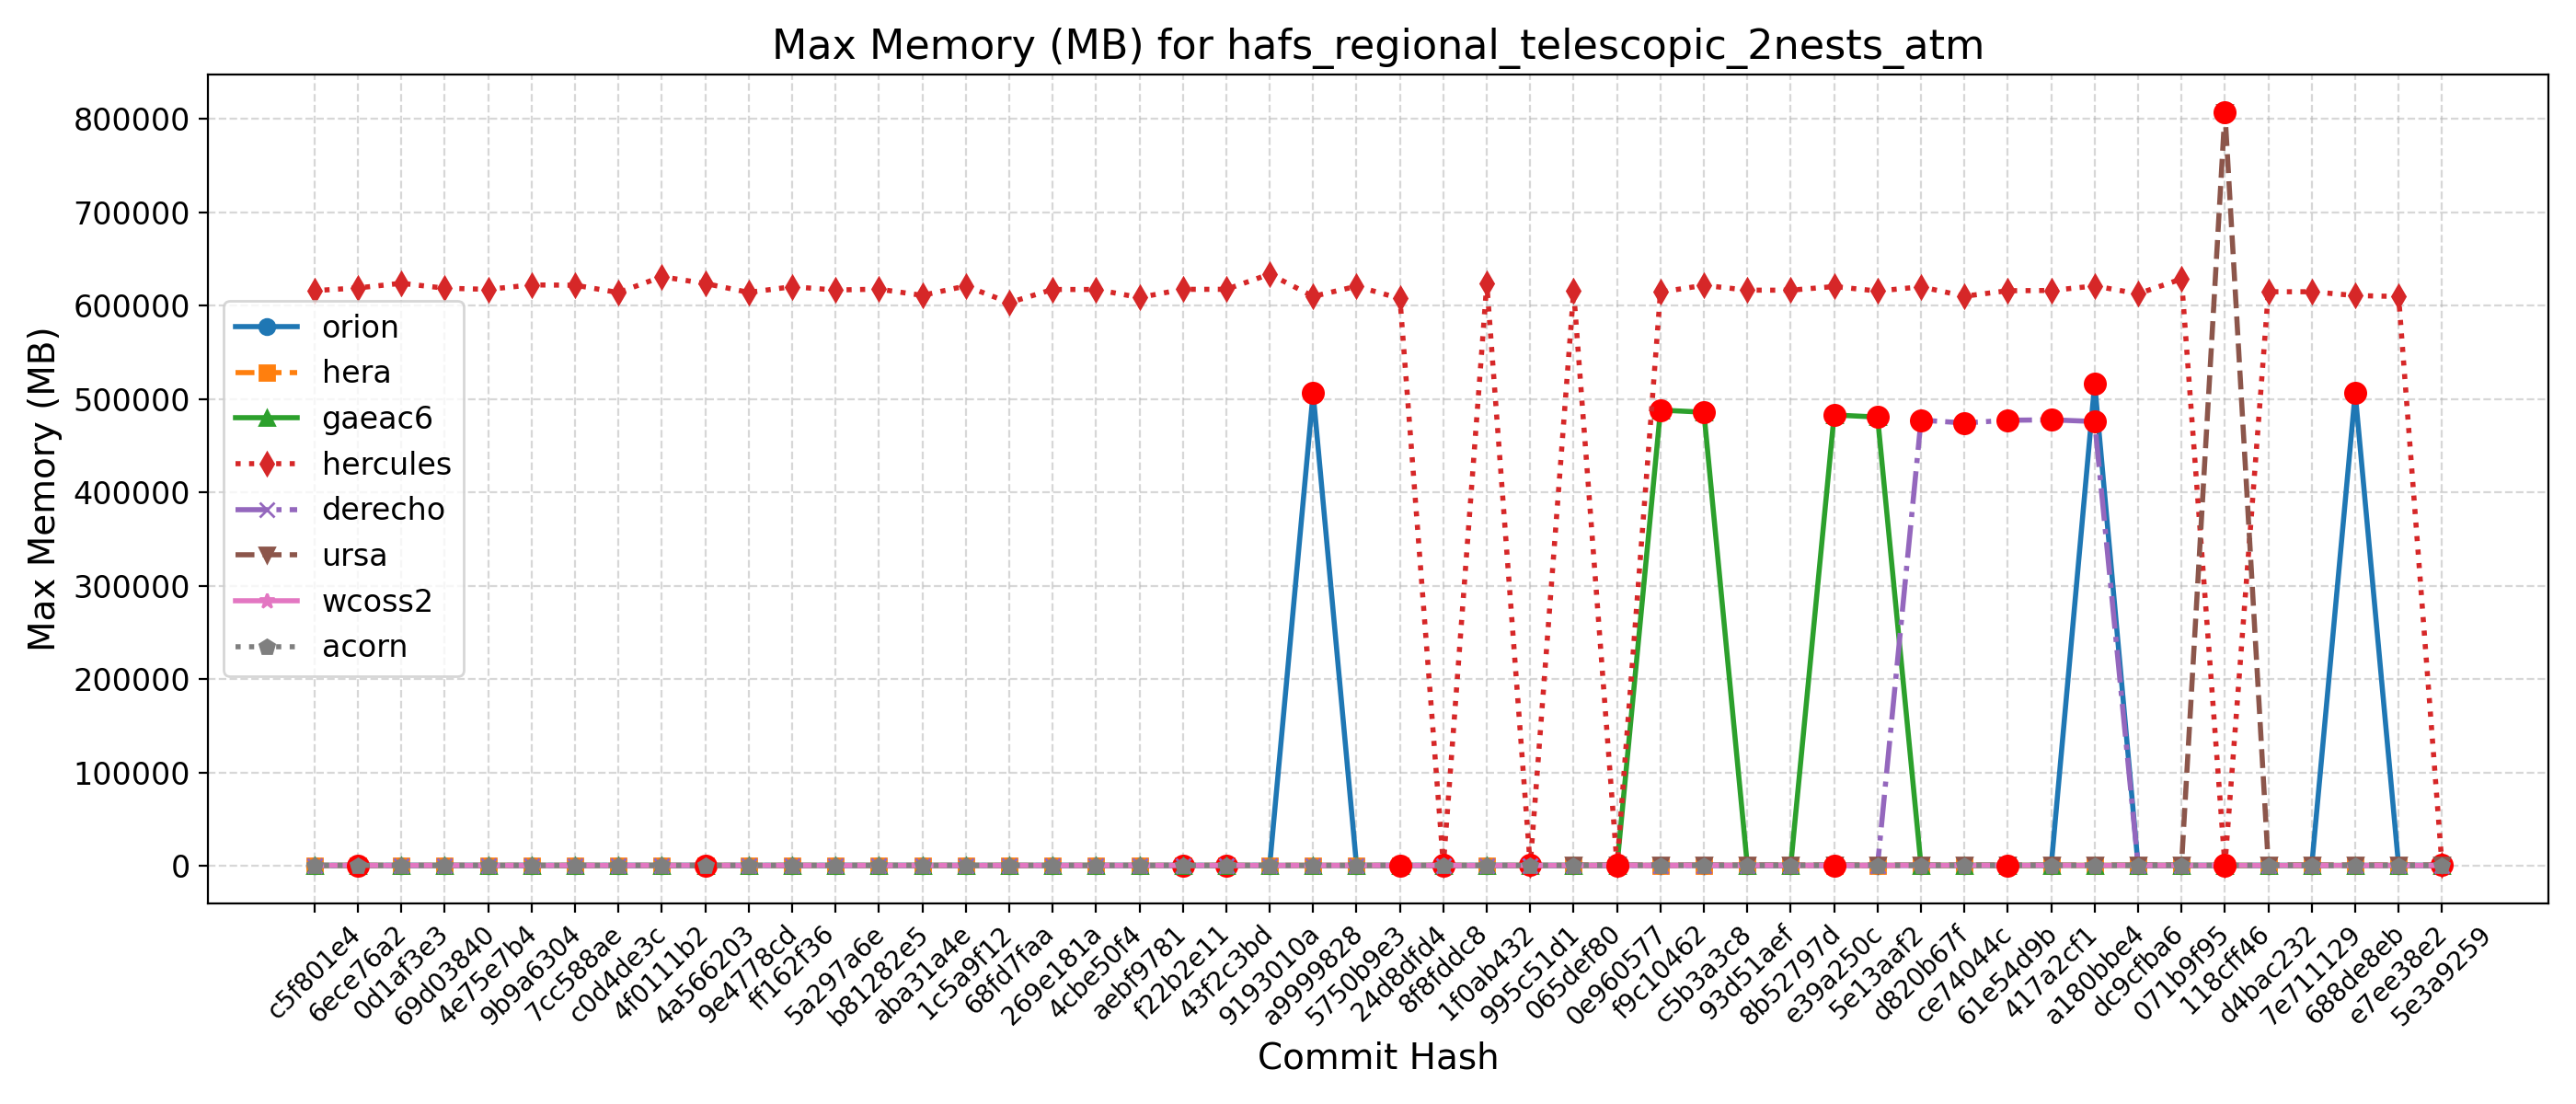 Max Memory (MB) for hafs_regional_telescopic_2nests_atm
Max Memory (MB)
800000
700000
600000
500000
400000
300000
200000
100000
0
orion
hera
gaeac6
hercules
derecho
ursa
wcoss2
acorn
c5f801e4
6ece76a2
0d1af3e3
69d03840
4e75e7b4
9b9a6304
7cc588ae
c0d4de3c
4f0111b2
4a566203
9e4778cd
ff162f36
5a297a6e
b81282e5
aba31a4e
1c5a9f12
68fd7faa
269e181a
4cbe50f4
aebf9781
f22b2e11
43f2c3bd
9193010a
a9999828
5750b9e3
24d8dfd4
8f8fddc8
1f0ab432
995c51d1
065def80
0e960577
f9c10462
c5b3a3c8
93d51aef
8b52797d
e39a250c
5e13aaf2
d820b67f
ce74044c
61e54d9b
417a2cf1
a180bbe4
dc9cfba6
071b9f95
118cff46
d4bac232
7e711129
688de8eb
e7ee38e2
5e3a9259
Commit Hash